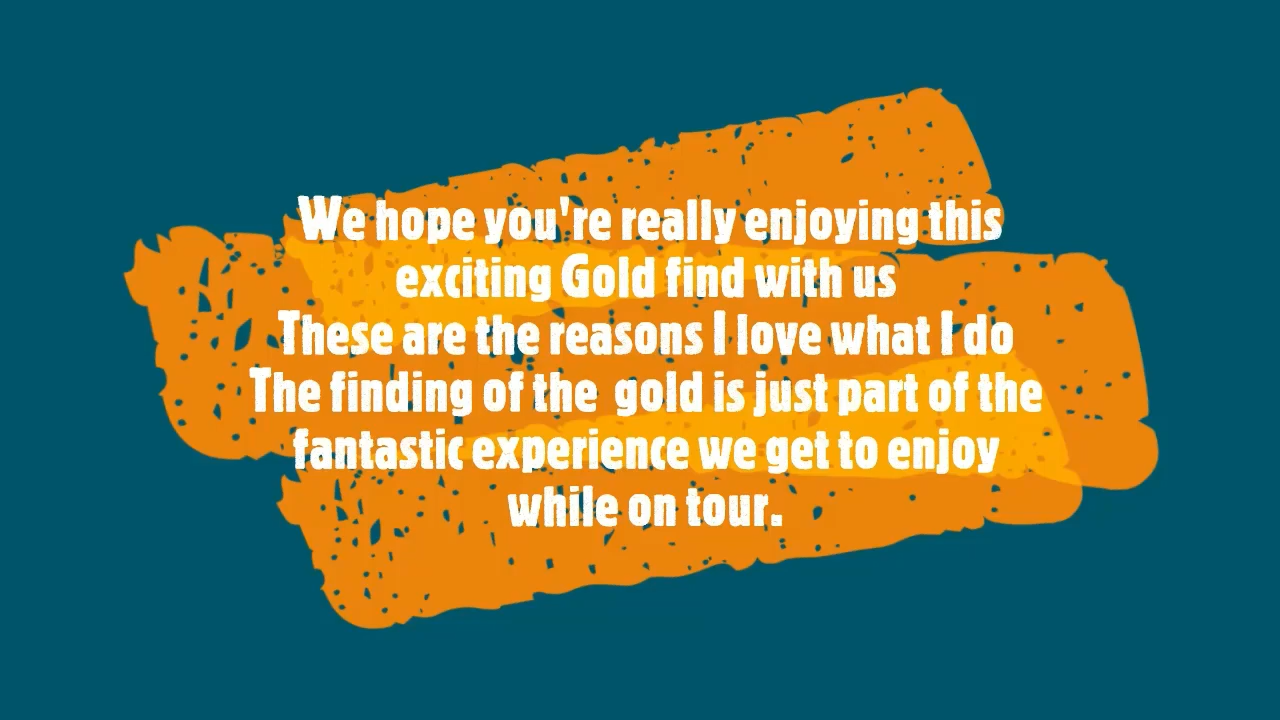 We hope you're really enjoying this
exciting Gold find with us
These are the reasons I love what I do
The finding of the  gold is just part of the
fantastic experience we get to enjoy
while on tour.